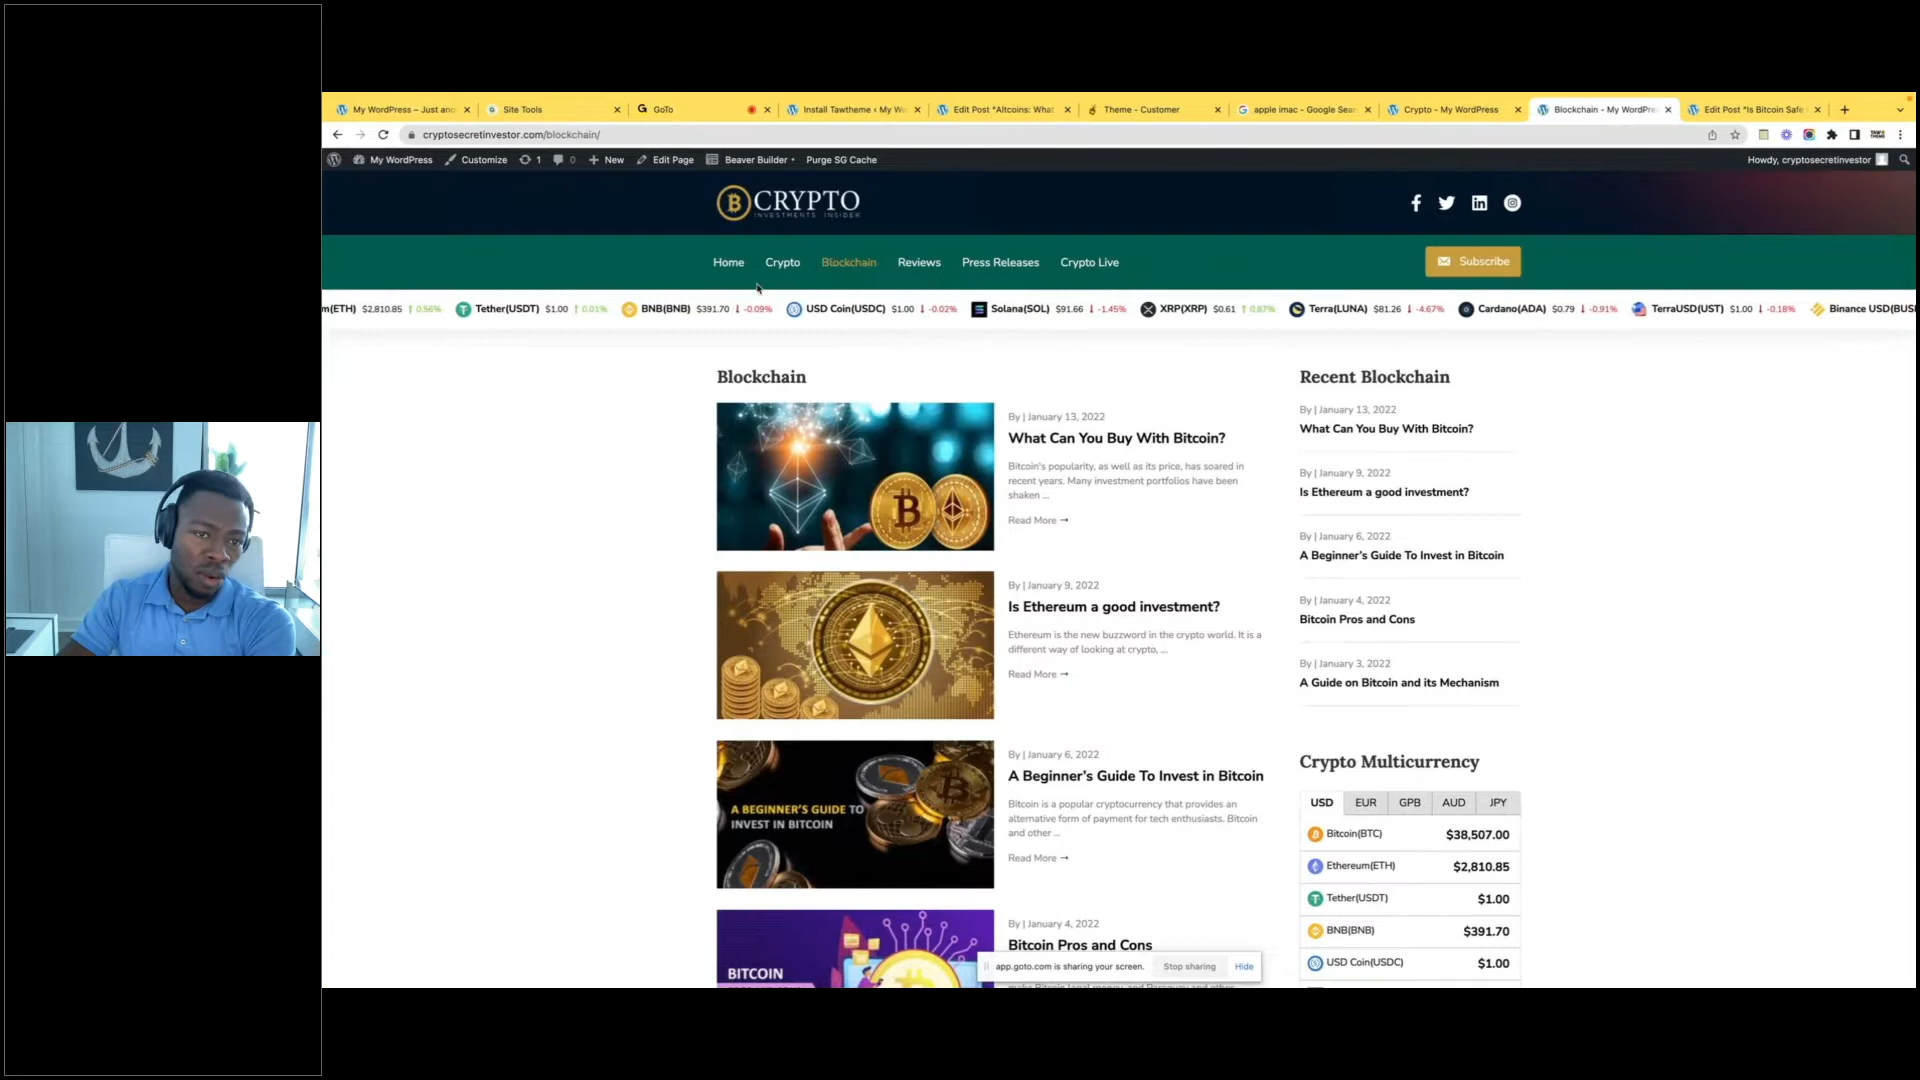 My WordPress – Just ano
Site Tools
GoTo
Install Tawtheme ‹ My Wo
Edit Post "Altcoins: What
Theme - Customer
apple imac - Google Sear
Crypto - My WordPress
Blockchain - My WordPre
Edit Post "Is Bitcoin Safe
cryptosecretinvestor.com/blockchain/
My WordPress
Customize
1
0
New
Edit Page
Beaver Builder
Purge SG Cache
Howdy, cryptosecretinvestor
CRYPTO
INVESTMENTS INSIDER
Home
Crypto
Blockchain
Reviews
Press Releases
Crypto Live
Subscribe
m(ETH) $2,810.85 ↑ 0.56%
Tether(USDT) $1.00 ↑ 0.01%
BNB(BNB) $391.70 ↓ -0.09%
USD Coin(USDC) $1.00 ↓ -0.02%
Solana(SOL) $91.66 ↓ -1.45%
XRP(XRP) $0.61 ↑ 0.87%
Terra(LUNA) $81.26 ↓ -4.67%
Cardano(ADA) $0.79 ↓ -0.91%
TerraUSD(UST) $1.00 ↓ -0.18%
Binance USD(BUS
Blockchain
By | January 13, 2022
What Can You Buy With Bitcoin?
Bitcoin's popularity, as well as its price, has soared in
recent years. Many investment portfolios have been
shaken ...
Read More →
By | January 9, 2022
Is Ethereum a good investment?
Ethereum is the new buzzword in the crypto world. It is a
different way of looking at crypto, ...
Read More →
A BEGINNER'S GUIDE TO
INVEST IN BITCOIN
By | January 6, 2022
A Beginner's Guide To Invest in Bitcoin
Bitcoin is a popular cryptocurrency that provides an
alternative form of payment for tech enthusiasts. Bitcoin
and other ...
Read More →
BITCOIN
By | January 4, 2022
Bitcoin Pros and Cons
Recent Blockchain
By | January 13, 2022
What Can You Buy With Bitcoin?
By | January 9, 2022
Is Ethereum a good investment?
By | January 6, 2022
A Beginner's Guide To Invest in Bitcoin
By | January 4, 2022
Bitcoin Pros and Cons
By | January 3, 2022
A Guide on Bitcoin and its Mechanism
Crypto Multicurrency
USD EUR GPB AUD JPY
Bitcoin(BTC) $38,507.00
Ethereum(ETH) $2,810.85
Tether(USDT) $1.00
BNB(BNB) $391.70
USD Coin(USDC) $1.00
app.goto.com is sharing your screen.
Stop sharing
Hide